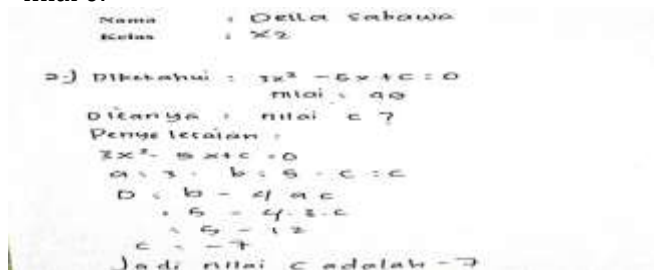 Nama : Della Sabawa
Kelas : X2
2.) Diketahui : 3x² - 5x + c = 0
nilai : 49
Ditanya : nilai c ?
Penyelesaian :
3x² - 5x + c = 0
a = 3 . b = 5 . c = c
D = b - 4 a c
= 5 - 4.3.c
= 5 - 12
c = -7
Jadi nilai c adalah -7